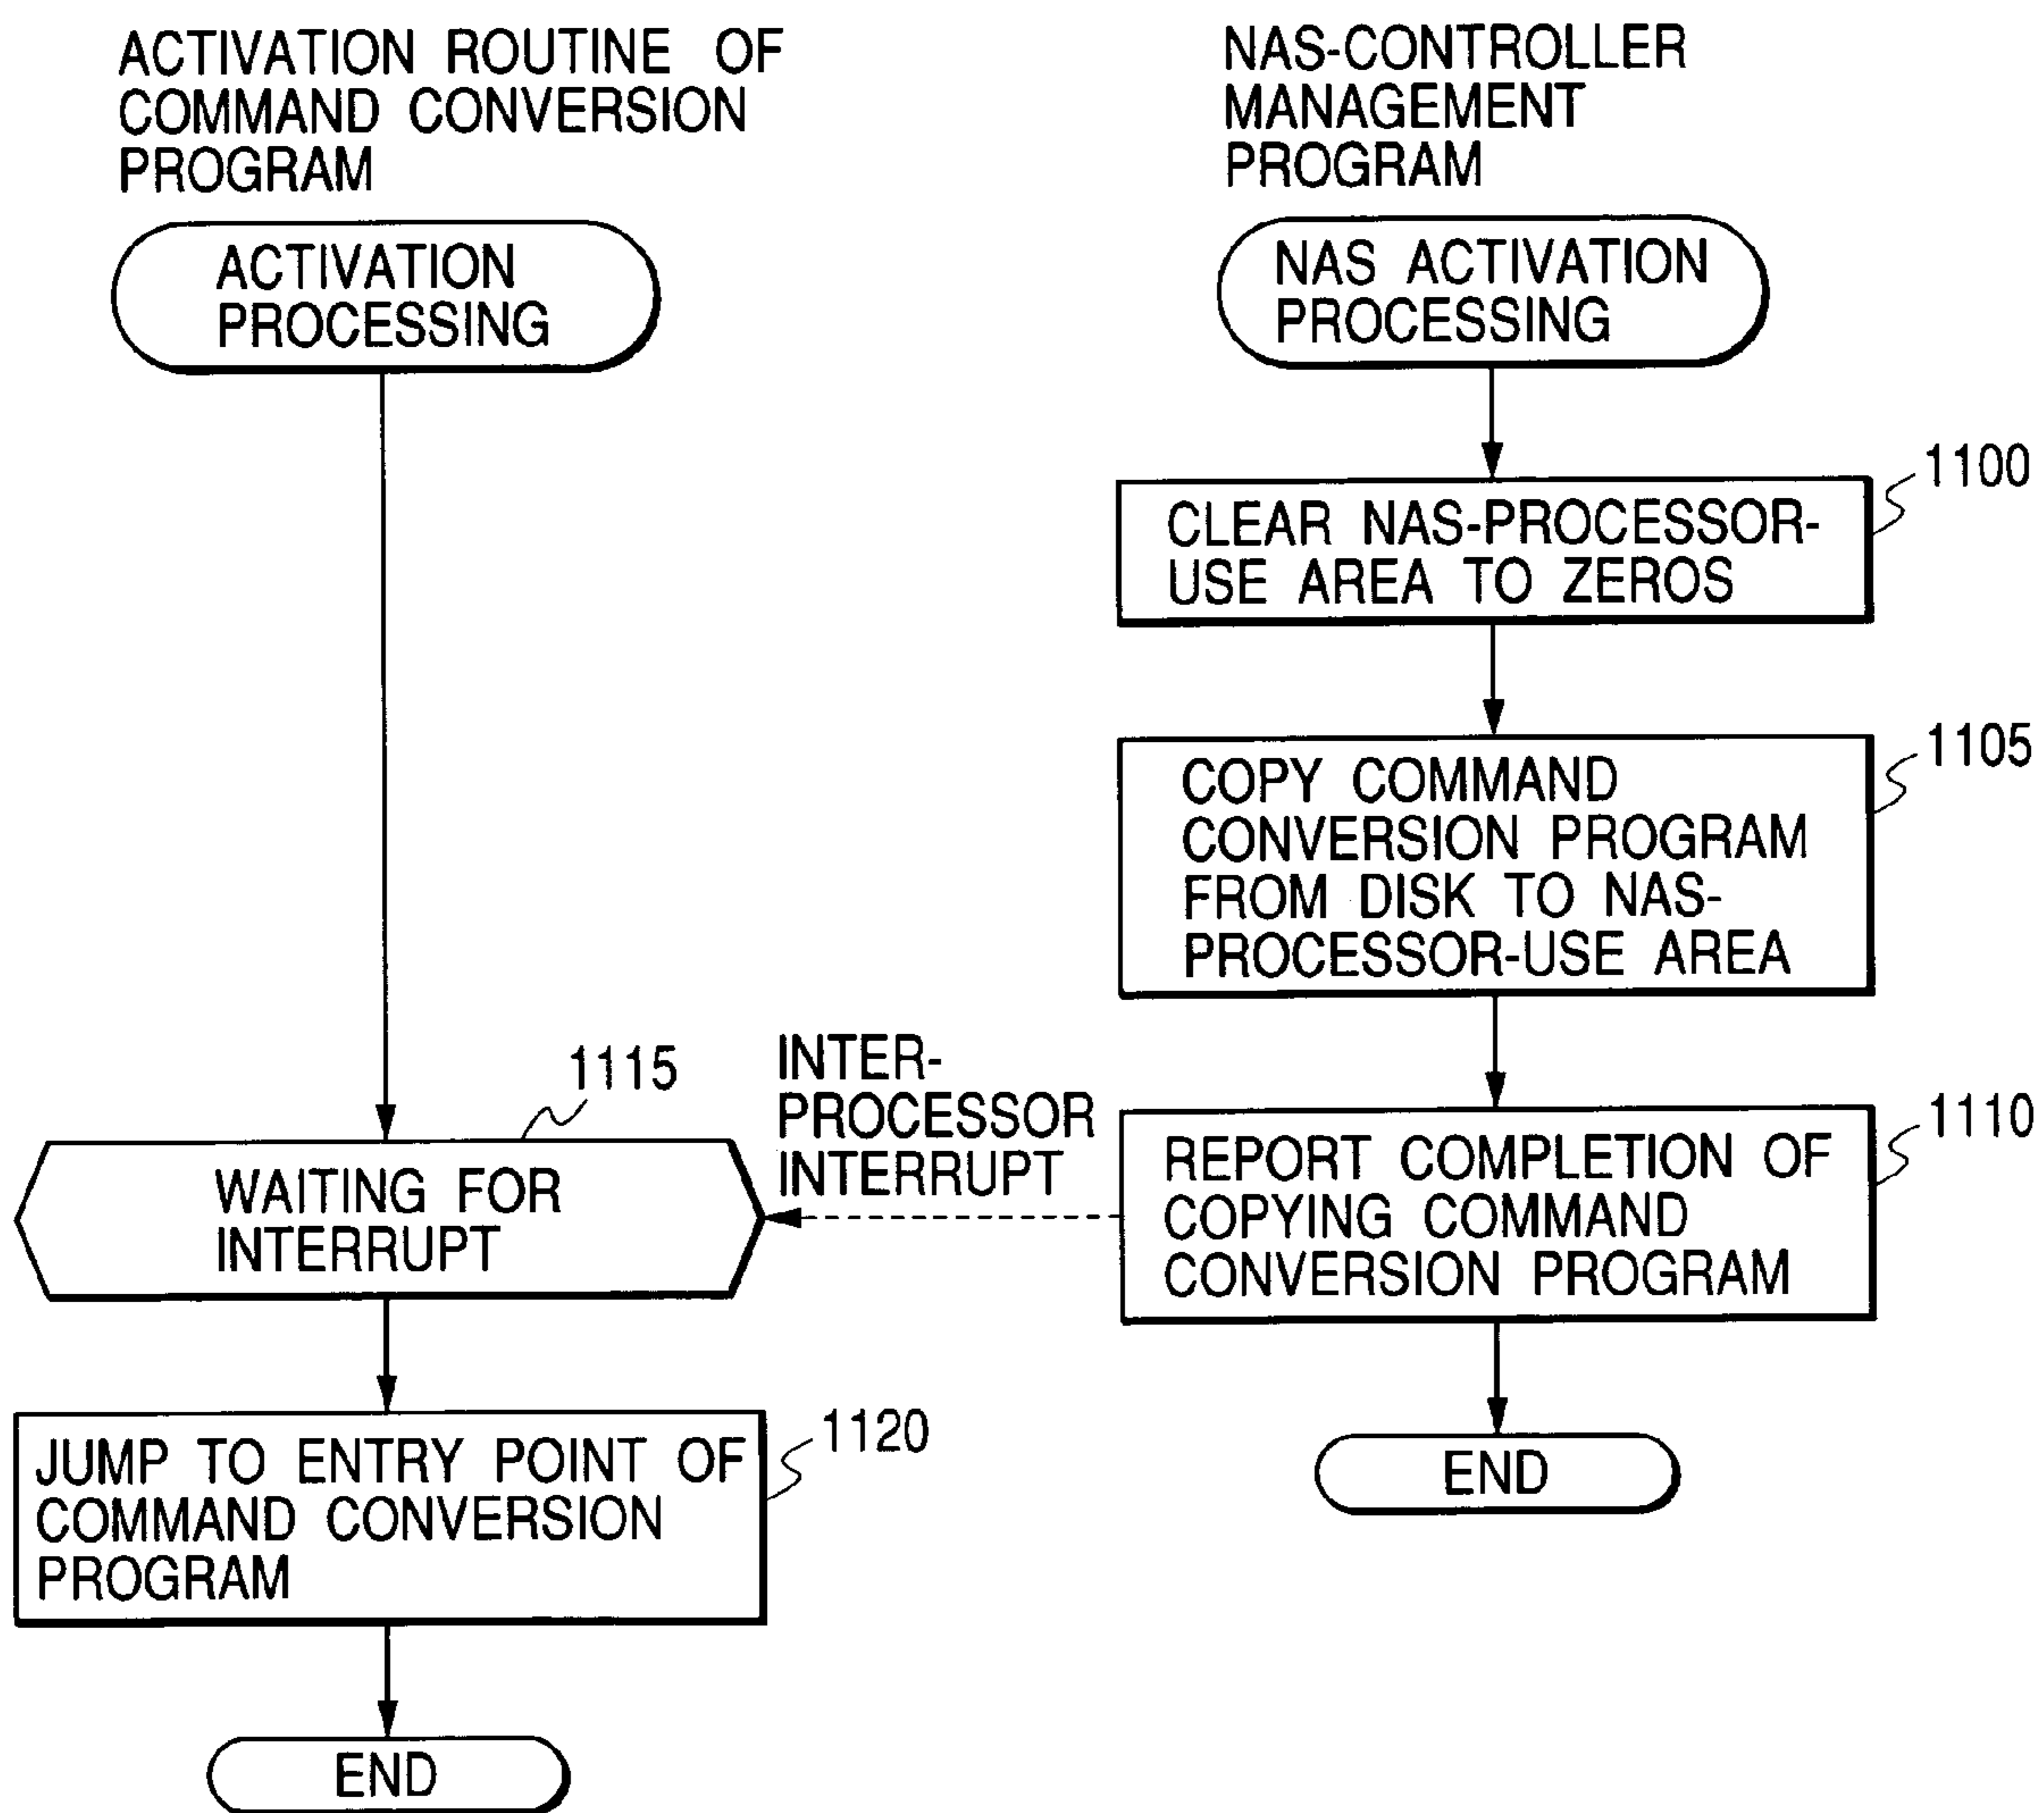 ACTIVATION ROUTINE OF
COMMAND CONVERSION
PROGRAM
ACTIVATION
PROCESSING
1115
WAITING FOR
INTERRUPT
INTER-
PROCESSOR
INTERRUPT
1120
JUMP TO ENTRY POINT OF
COMMAND CONVERSION
PROGRAM
END
NAS-CONTROLLER
MANAGEMENT
PROGRAM
NAS ACTIVATION
PROCESSING
1100
CLEAR NAS-PROCESSOR-
USE AREA TO ZEROS
1105
COPY COMMAND
CONVERSION PROGRAM
FROM DISK TO NAS-
PROCESSOR-USE AREA
1110
REPORT COMPLETION OF
COPYING COMMAND
CONVERSION PROGRAM
END